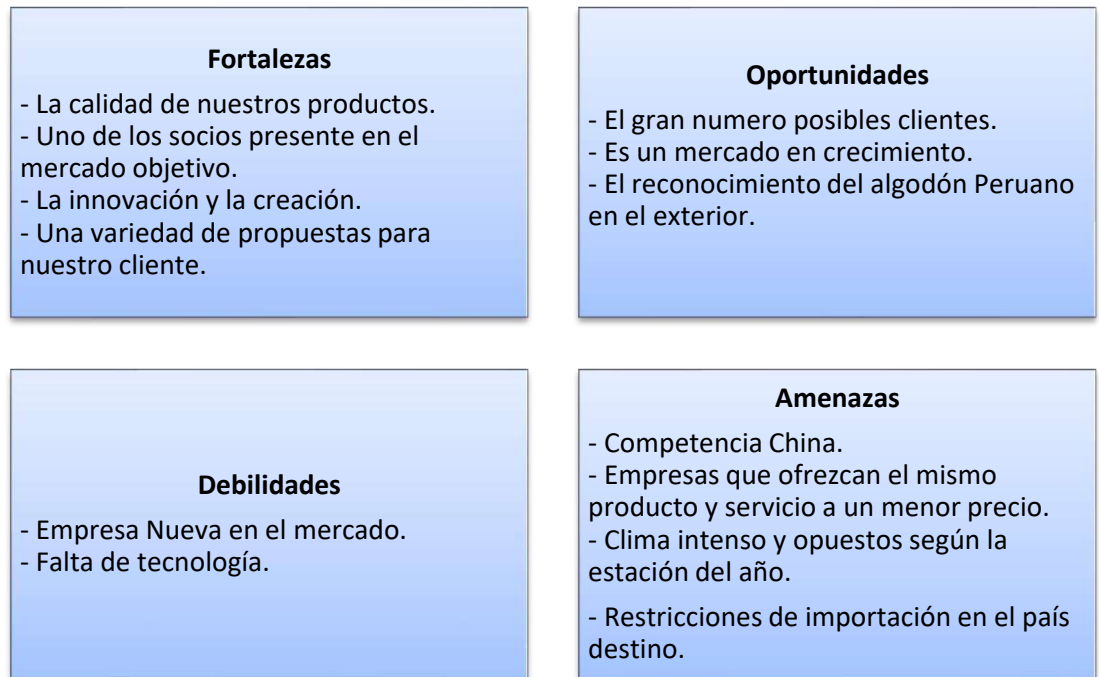 Fortalezas
- La calidad de nuestros productos.
- Uno de los socios presente en el
mercado objetivo.
- La innovación y la creación.
- Una variedad de propuestas para
nuestro cliente.
Oportunidades
- El gran numero posibles clientes.
- Es un mercado en crecimiento.
- El reconocimiento del algodón Peruano
en el exterior.
Debilidades
- Empresa Nueva en el mercado.
- Falta de tecnología.
Amenazas
- Competencia China.
- Empresas que ofrezcan el mismo
producto y servicio a un menor precio.
- Clima intenso y opuestos según la
estación del año.
- Restricciones de importación en el país
destino.